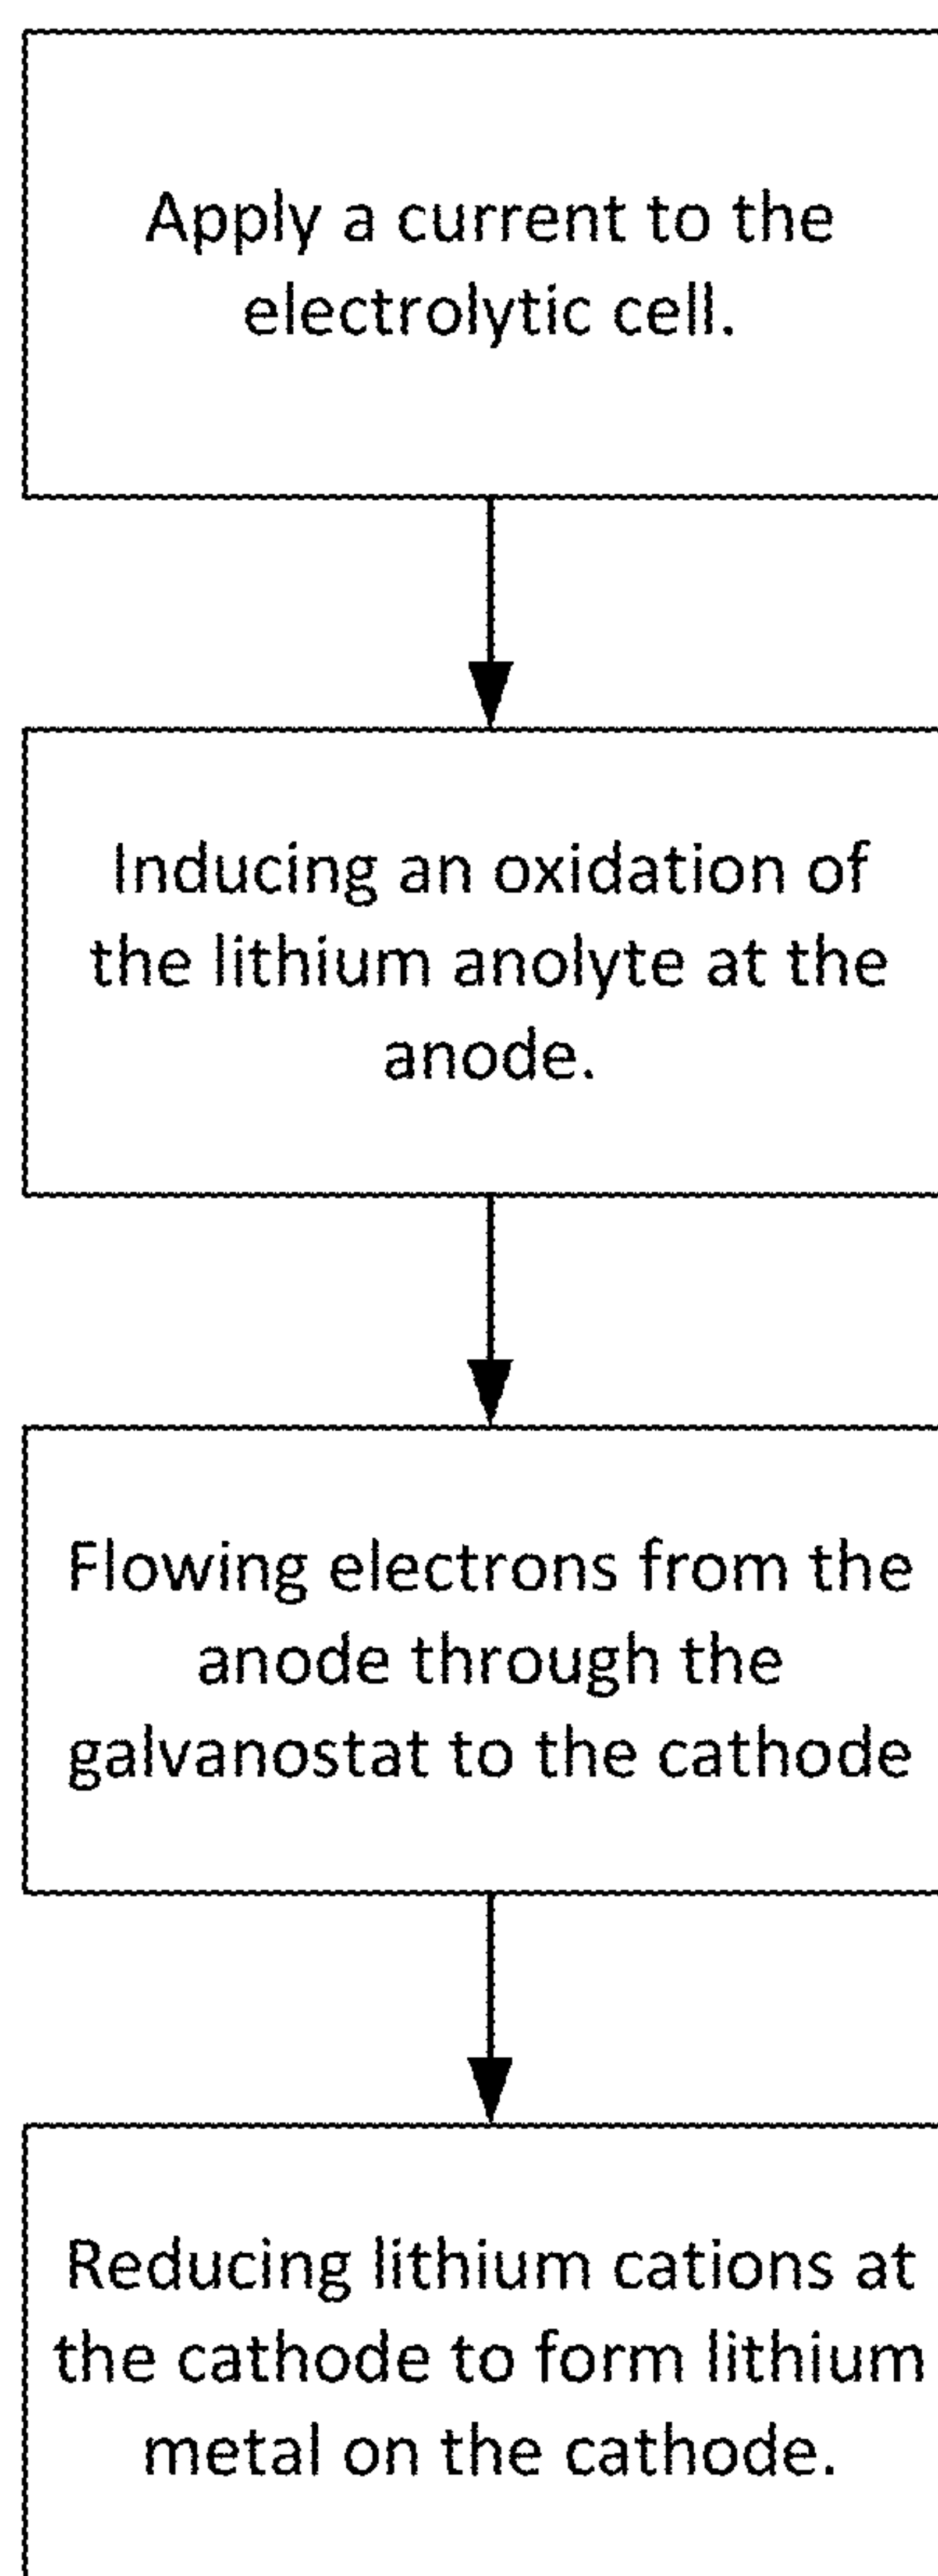 Apply a current to the
electrolytic cell.
Inducing an oxidation of
the lithium anolyte at the
anode.
Flowing electrons from the
anode through the
galvanostat to the cathode
Reducing lithium cations at
the cathode to form lithium
metal on the cathode.